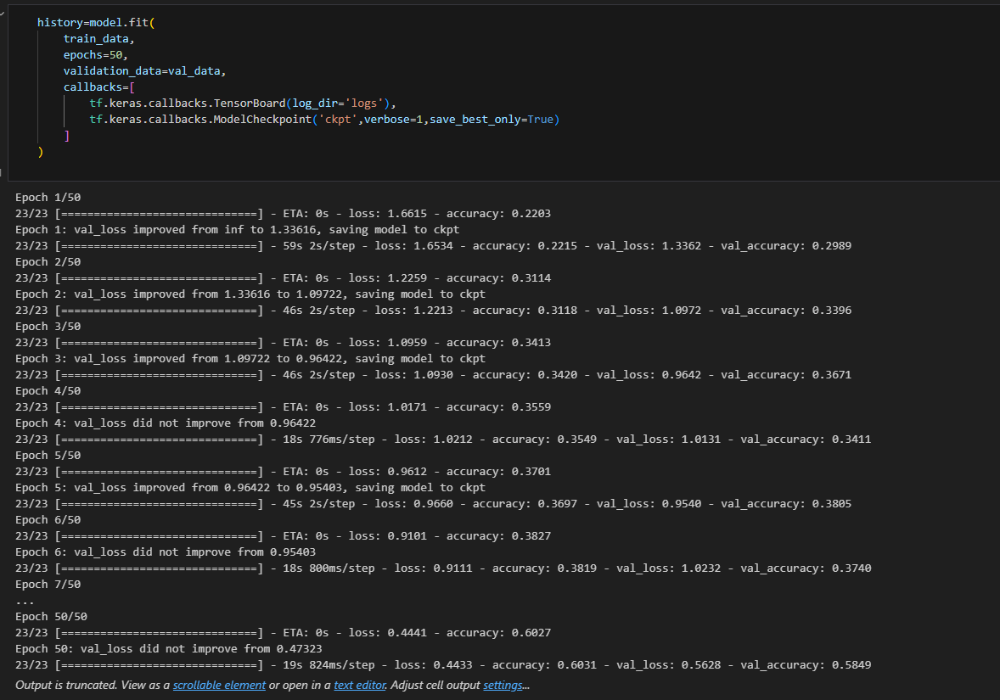 history=model.fit(
    train_data,
    epochs=50,
    validation_data=val_data,
    callbacks=[
        tf.keras.callbacks.TensorBoard(log_dir='logs'),
        tf.keras.callbacks.ModelCheckpoint('ckpt',verbose=1,save_best_only=True)
    ]
)
Epoch 1/50
23/23 [==============================] - ETA: 0s - loss: 1.6615 - accuracy: 0.2203
Epoch 1: val_loss improved from inf to 1.33616, saving model to ckpt
23/23 [==============================] - 59s 2s/step - loss: 1.6534 - accuracy: 0.2215 - val_loss: 1.3362 - val_accuracy: 0.2989
Epoch 2/50
23/23 [==============================] - ETA: 0s - loss: 1.2259 - accuracy: 0.3114
Epoch 2: val_loss improved from 1.33616 to 1.09722, saving model to ckpt
23/23 [==============================] - 46s 2s/step - loss: 1.2213 - accuracy: 0.3118 - val_loss: 1.0972 - val_accuracy: 0.3396
Epoch 3/50
23/23 [==============================] - ETA: 0s - loss: 1.0959 - accuracy: 0.3413
Epoch 3: val_loss improved from 1.09722 to 0.96422, saving model to ckpt
23/23 [==============================] - 46s 2s/step - loss: 1.0930 - accuracy: 0.3420 - val_loss: 0.9642 - val_accuracy: 0.3671
Epoch 4/50
23/23 [==============================] - ETA: 0s - loss: 1.0171 - accuracy: 0.3559
Epoch 4: val_loss did not improve from 0.96422
23/23 [==============================] - 18s 776ms/step - loss: 1.0212 - accuracy: 0.3549 - val_loss: 1.0131 - val_accuracy: 0.3411
Epoch 5/50
23/23 [==============================] - ETA: 0s - loss: 0.9612 - accuracy: 0.3701
Epoch 5: val_loss improved from 0.96422 to 0.95403, saving model to ckpt
23/23 [==============================] - 45s 2s/step - loss: 0.9660 - accuracy: 0.3697 - val_loss: 0.9540 - val_accuracy: 0.3805
Epoch 6/50
23/23 [==============================] - ETA: 0s - loss: 0.9101 - accuracy: 0.3827
Epoch 6: val_loss did not improve from 0.95403
23/23 [==============================] - 18s 800ms/step - loss: 0.9111 - accuracy: 0.3819 - val_loss: 1.0232 - val_accuracy: 0.3740
Epoch 7/50
...
Epoch 50/50
23/23 [==============================] - ETA: 0s - loss: 0.4441 - accuracy: 0.6027
Epoch 50: val_loss did not improve from 0.47323
23/23 [==============================] - 19s 824ms/step - loss: 0.4433 - accuracy: 0.6031 - val_loss: 0.5628 - val_accuracy: 0.5849
Output is truncated. View as a scrollable element or open in a text editor. Adjust cell output settings...